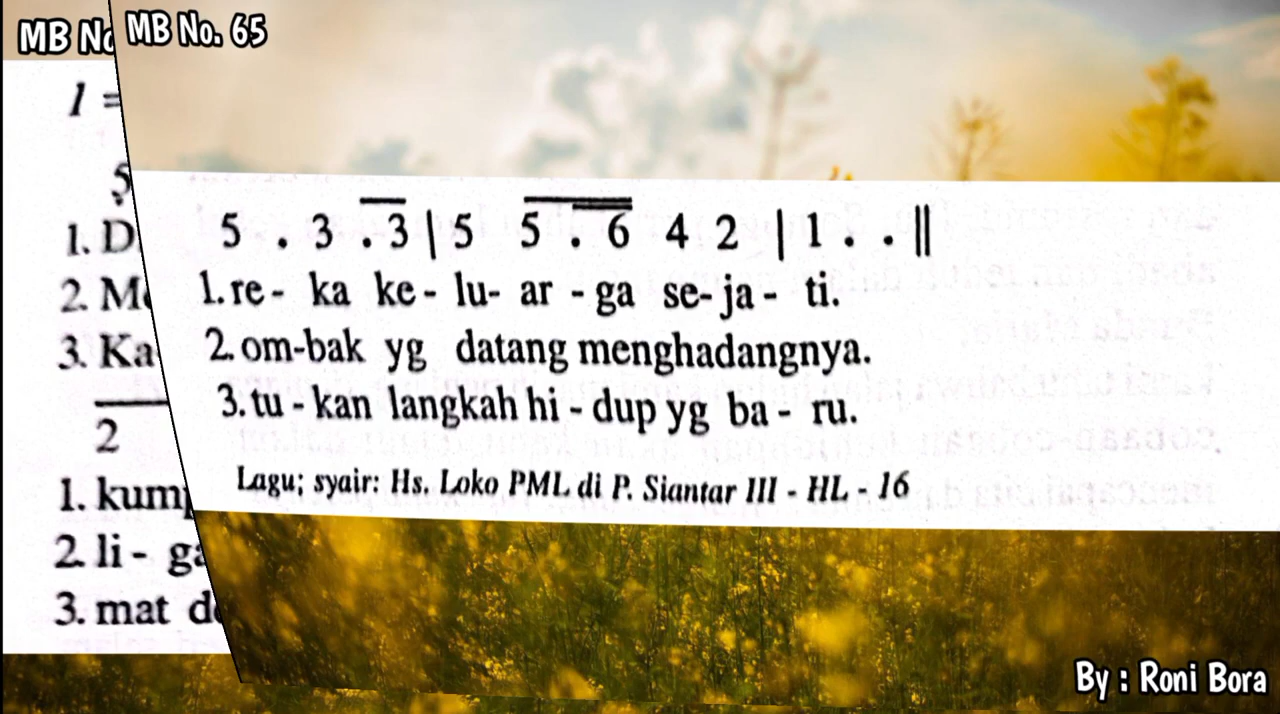 MB No. 65
1 =
5
1. D
2.
3. Ka
2
1. kum
2. li - ga
3. mat
5 . 3 .3 | 5 5 . 6 4 2 | 1 . . ||
1. re - ka ke - lu - ar - ga se - ja - ti.
2. om-bak yg datang menghadangnya.
3. tu - kan langkah hi - dup yg ba - ru.
Lagu; syair: Hs. Loko PML di P. Siantar III - HL - 16
By : Roni Bora